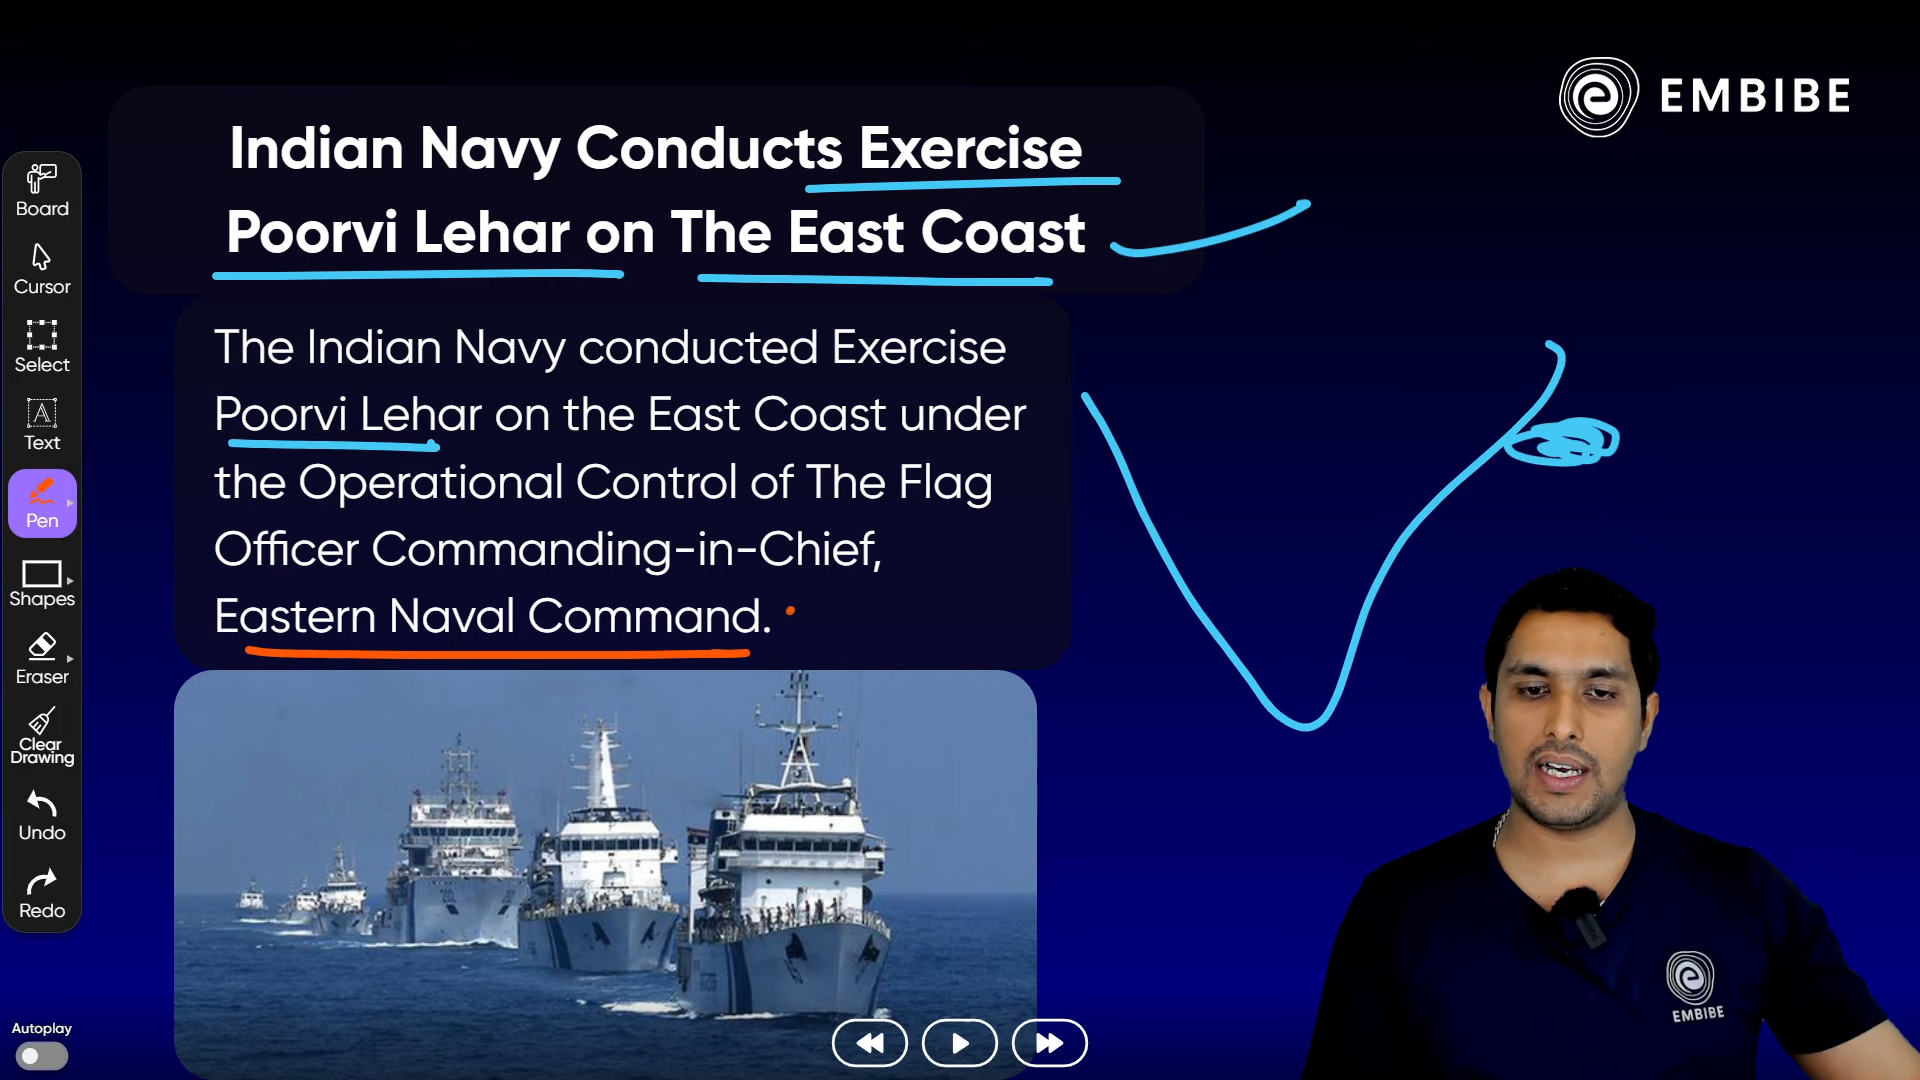 EMBIBE
Indian Navy Conducts Exercise
Poorvi Lehar on The East Coast
The Indian Navy conducted Exercise
Poorvi Lehar on the East Coast under
the Operational Control of The Flag
Officer Commanding-in-Chief,
Eastern Naval Command.
Board
Cursor
Select
A
Text
Pen
Shapes
Eraser
Clear
Drawing
Undo
Redo
Autoplay
EMBIBE